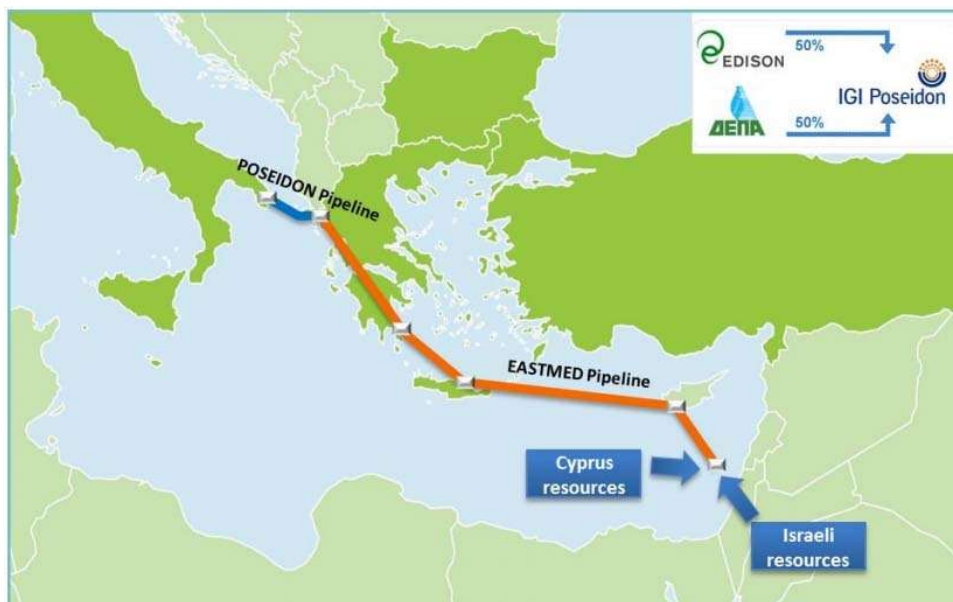 EDISON
50%
IGI Poseidon
ΔΕΠΑ
50%
POSEIDON Pipeline
EASTMED Pipeline
Cyprus
resources
Israeli
resources